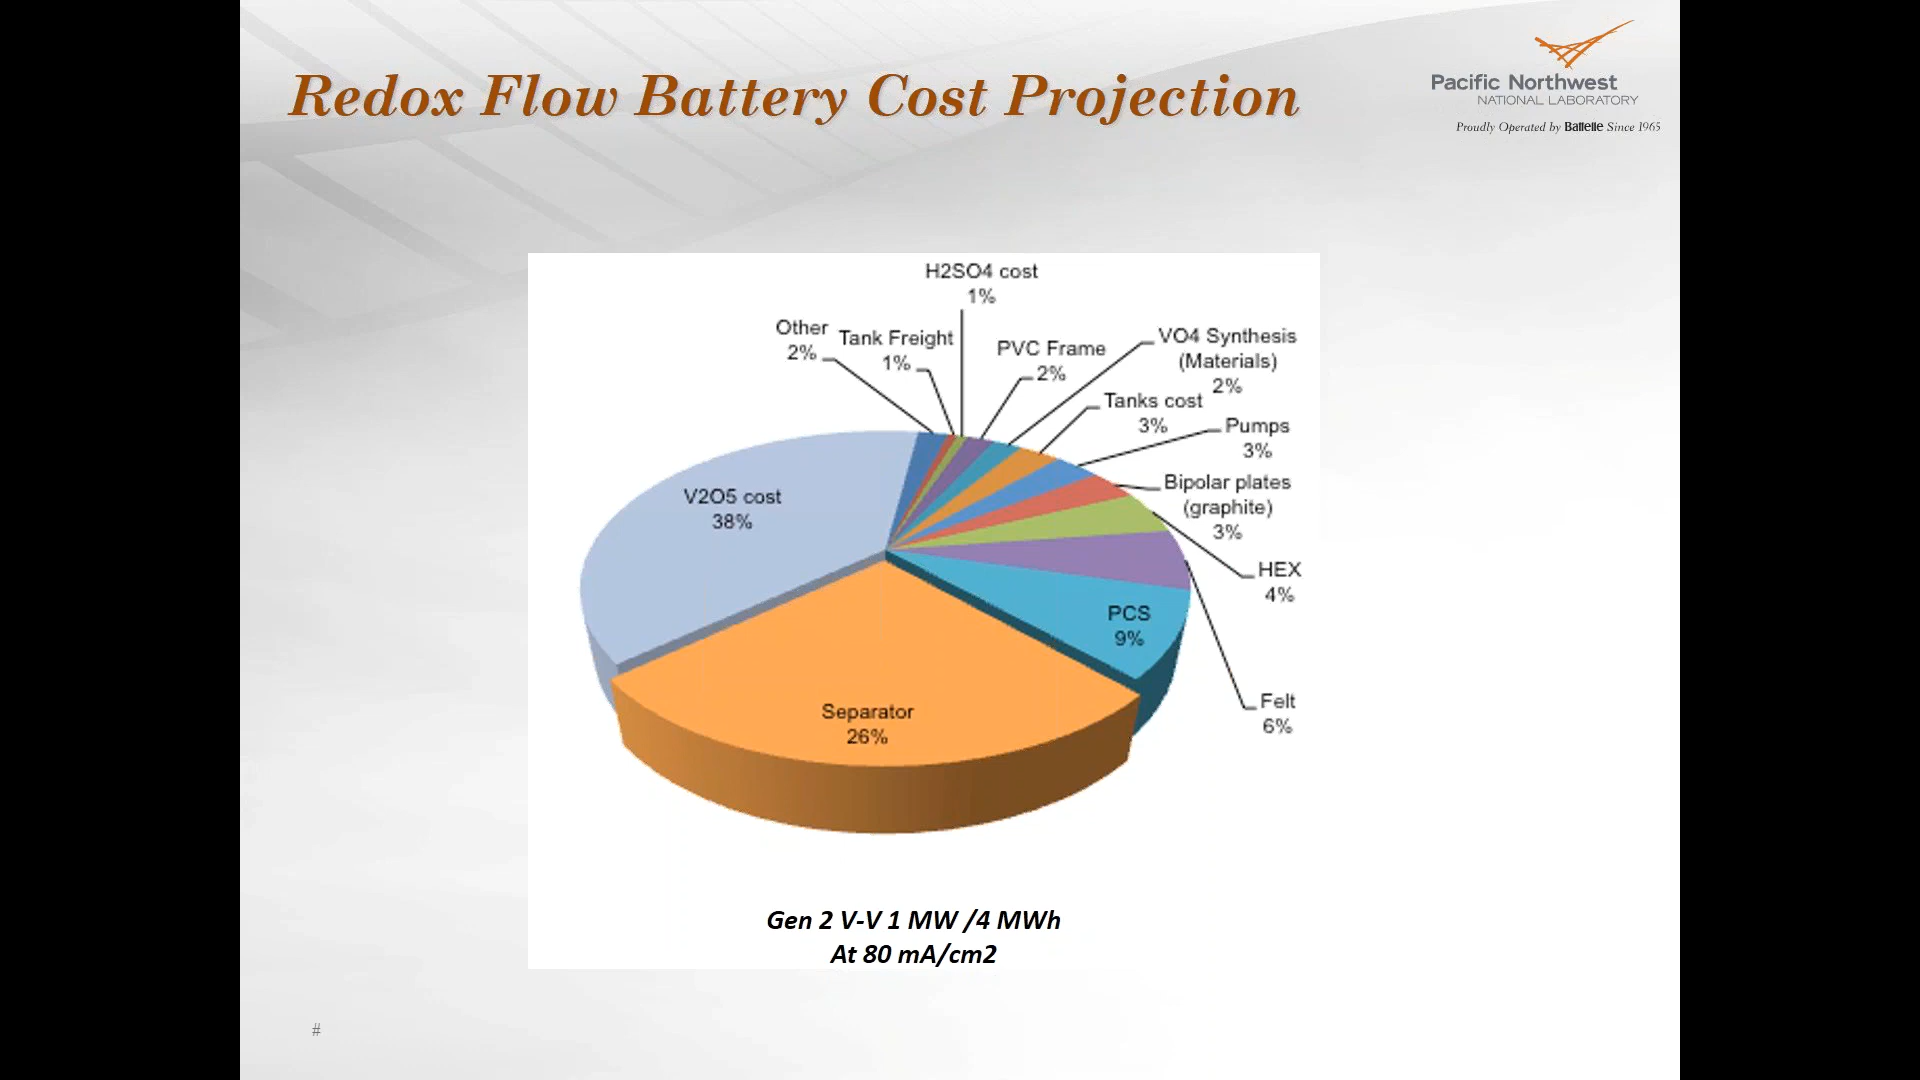 Redox Flow Battery Cost Projection
Pacific Northwest
NATIONAL LABORATORY
Proudly Operated by Battelle Since 1965
H2SO4 cost
1%
Other
2%
Tank Freight
1%
PVC Frame
2%
VO4 Synthesis
(Materials)
2%
Tanks cost
3%
Pumps
3%
Bipolar plates
(graphite)
3%
HEX
4%
Felt
6%
PCS
9%
V2O5 cost
38%
Separator
26%
Gen 2 V-V 1 MW /4 MWh
At 80 mA/cm2
#